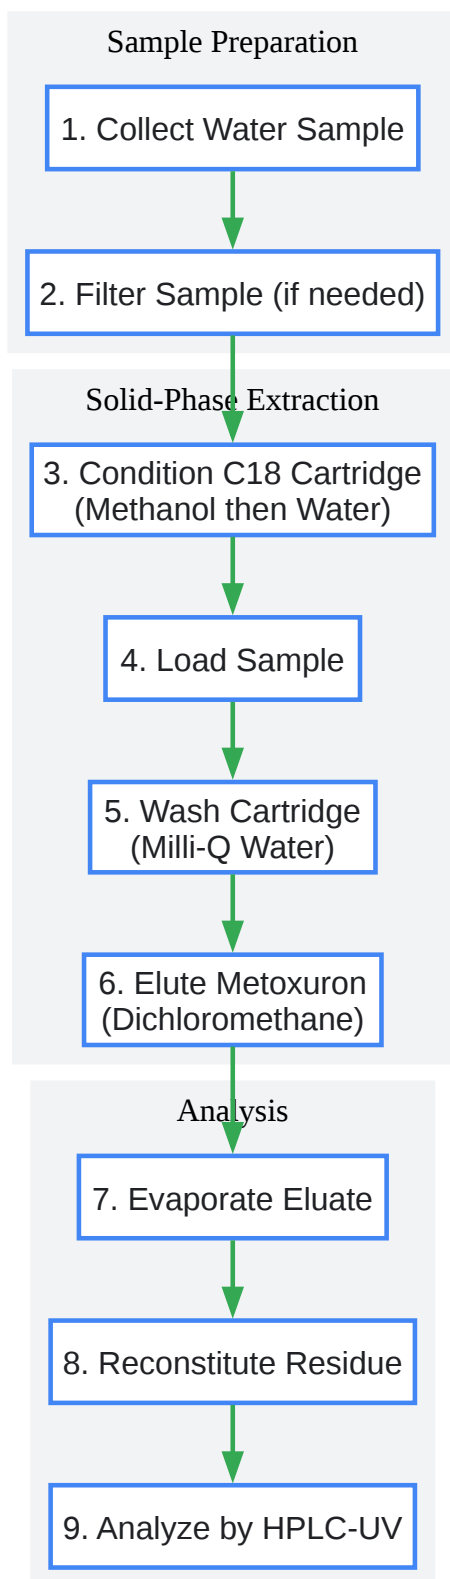 Sample Preparation
1. Collect Water Sample
2. Filter Sample (if needed)
Solid-Phase Extraction
3. Condition C18 Cartridge
(Methanol then Water)
4. Load Sample
5. Wash Cartridge
(Milli-Q Water)
6. Elute Metoxuron
(Dichloromethane)
Analysis
7. Evaporate Eluate
8. Reconstitute Residue
9. Analyze by HPLC-UV